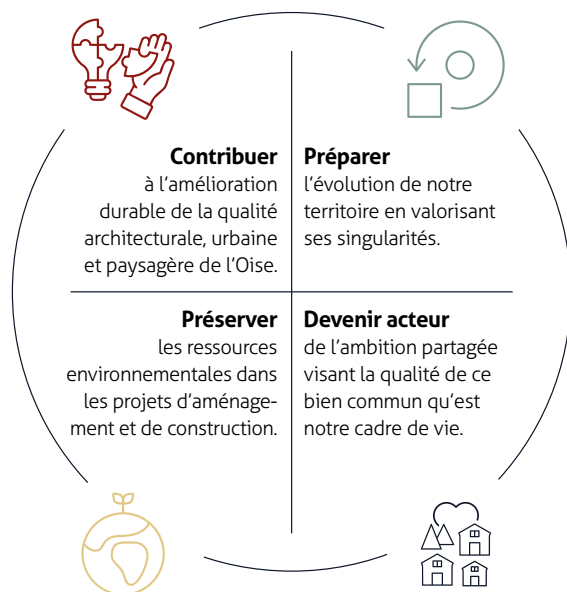 Contribuer
à l’amélioration
durable de la qualité
architecturale, urbaine
et paysagère de l’Oise.
Préparer
l’évolution de notre
territoire en valorisant
ses singularités.
Préserver
les ressources
environnementales dans
les projets d’aménage-
ment et de construction.
Devenir acteur
de l’ambition partagée
visant la qualité de ce
bien commun qu’est
notre cadre de vie.